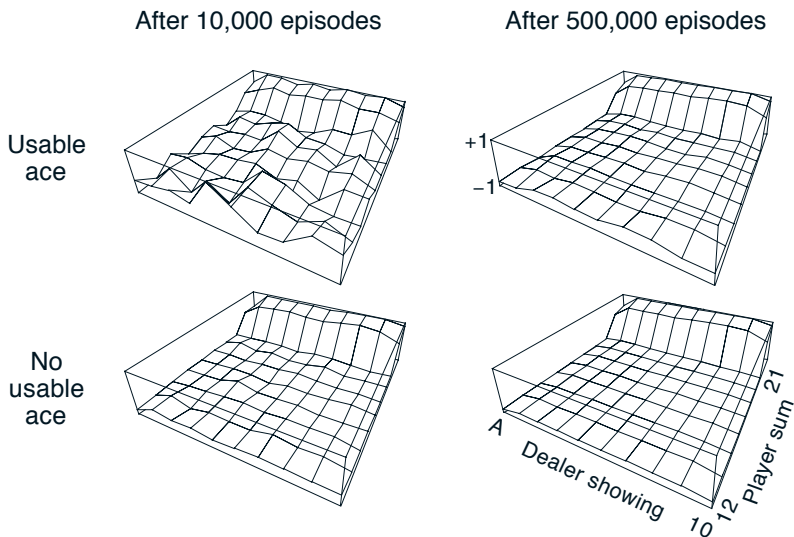 After 10,000 episodes
After 500,000 episodes
Usable
ace
+1
−1
No
usable
ace
A
Dealer showing
10
12
Player sum
21